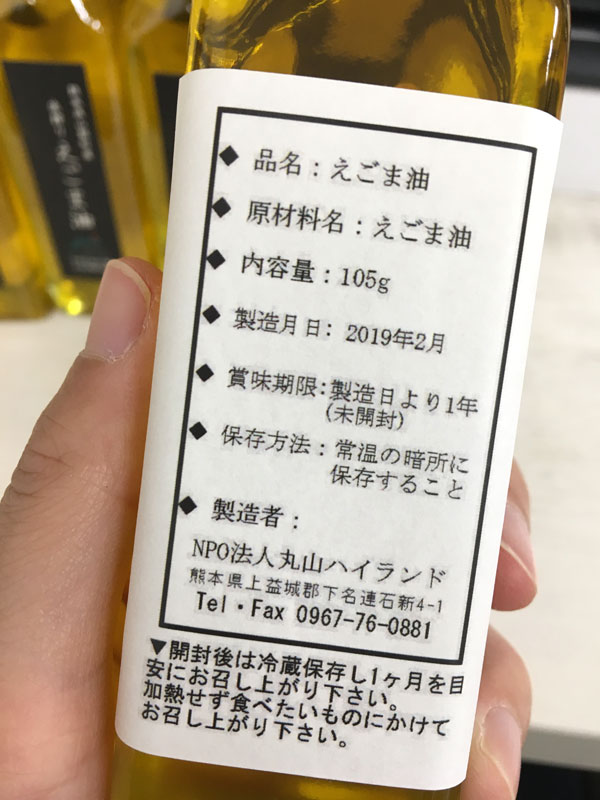 ◆ 品名：えごま油
◆ 原材料名：えごま油
◆ 内容量：105g
◆ 製造月日：2019年2月
◆ 賞味期限：製造日より1年
(未開封)
◆ 保存方法：常温の暗所に
保存すること
◆ 製造者：
NPO法人丸山ハイランド
熊本県上益城郡下名連石新4-1
Tel・Fax 0967-76-0881
▼開封後は冷蔵保存し1ヶ月を目
安にお召し上がり下さい。
加熱せず食べたいものにかけて
お召し上がり下さい。
えごま油